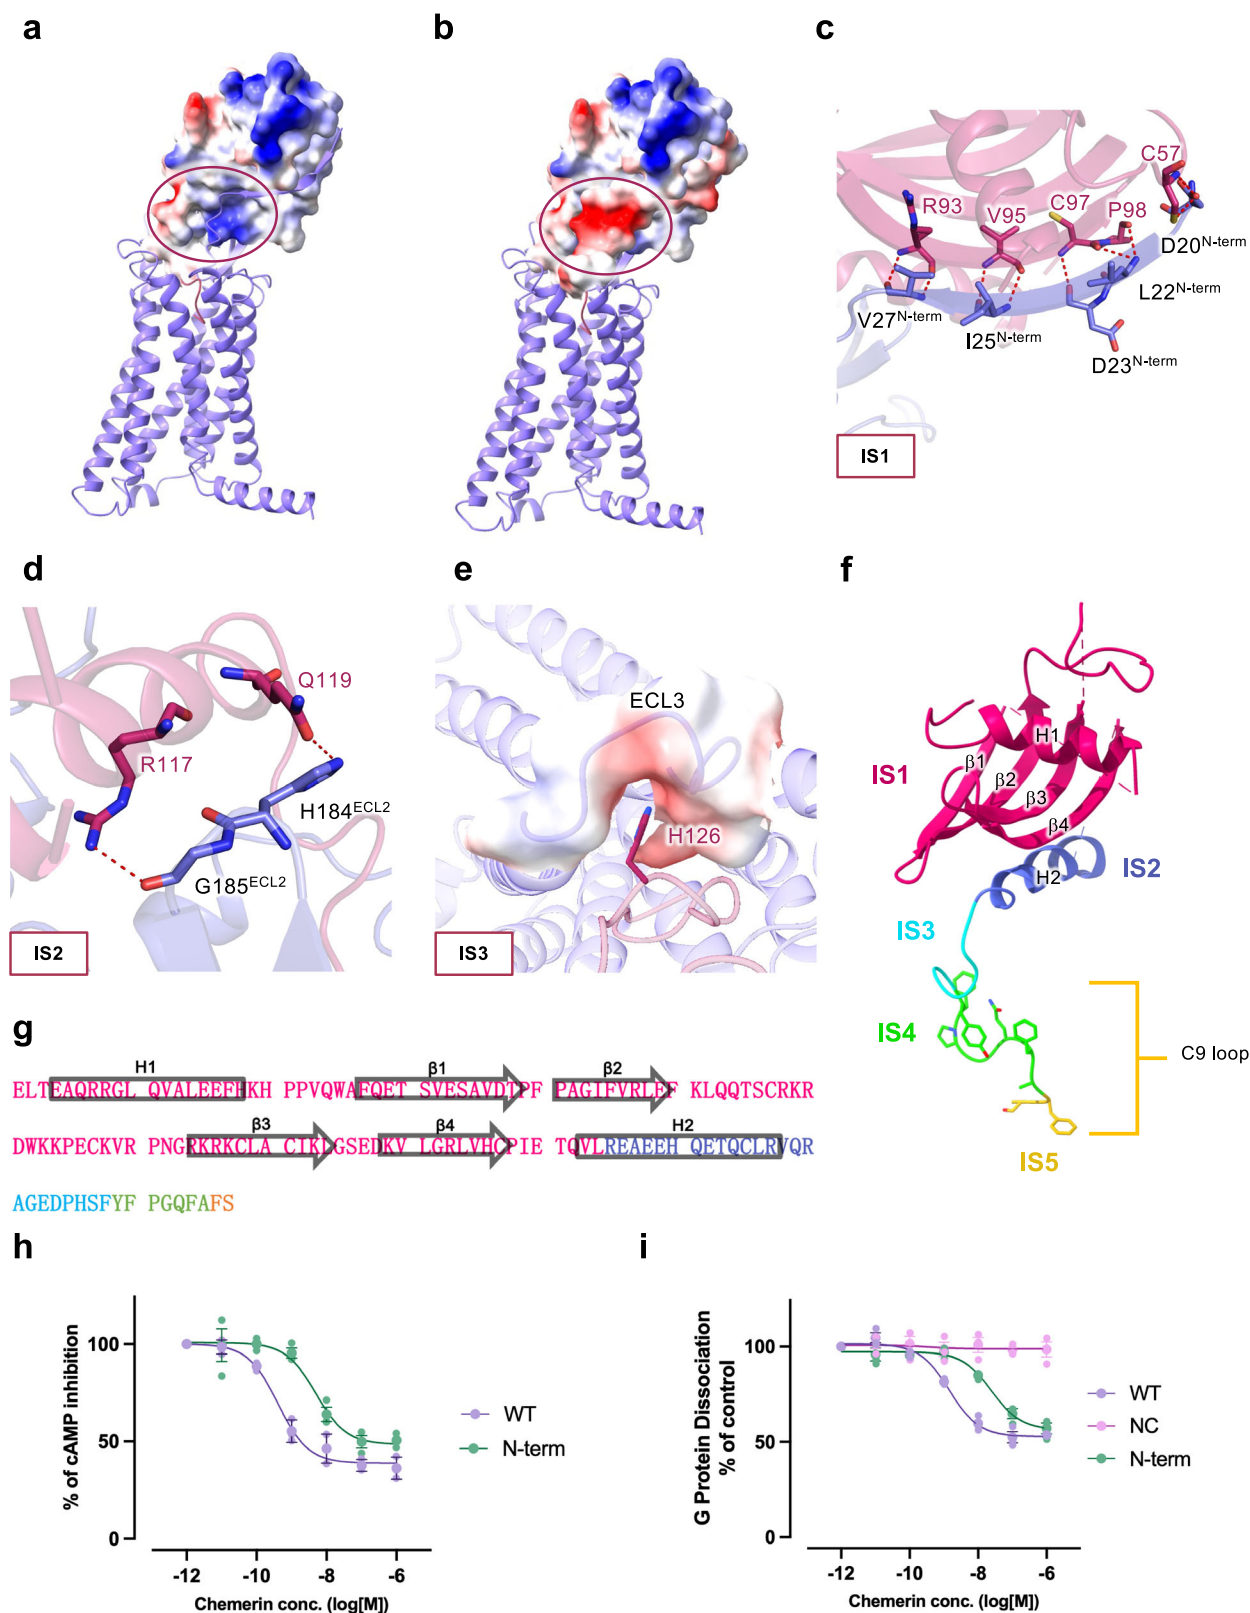 a
b
c
C57
R93
V95
C97
P98
D20N-term
L22N-term
V27N-term
I25N-term
D23N-term
IS1
d
e
f
Q119
R117
H184ECL2
G185ECL2
IS2
ECL3
H126
IS3
H1
IS1
β1
β2
β3
β4
H2
IS2
IS3
IS4
C9 loop
IS5
g
H1 β1 β2
ELTEAQRRGL QVALEEFHKH PPVQWAFQET SVESAVDTPF PAGIFVRLEF KLQQTSCRKR
β3 β4 H2
DWKKPECKVR PNGRKRKCLA CIKLGSEDKV LGRLVHCPIE TQVLREAEEH QETQCLRVQR
AGEDPHSFYF PGQFAFS
h
% of cAMP inhibition
100
50
0
-12 -10 -8 -6
Chemerin conc. (log[M])
WT
N-term
i
G Protein Dissociation
% of control
100
50
0
-12 -10 -8 -6
Chemerin conc. (log[M])
WT
NC
N-term